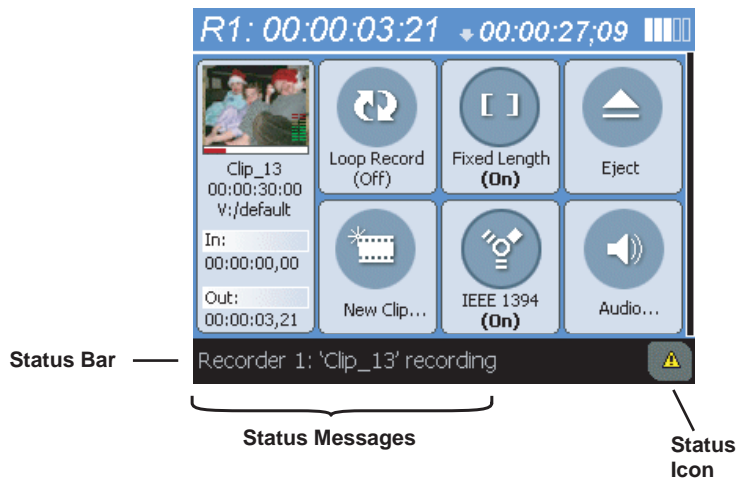 R1: 00:00:03:21 00:00:27;09
Clip_13
00:00:30:00
V:/default
In:
00:00:00,00
Out:
00:00:03,21
Loop Record
(Off)
Fixed Length
(On)
Eject
New Clip...
IEEE 1394
(On)
Audio...
Recorder 1: 'Clip_13' recording
Status Bar
Status Messages
Status
Icon